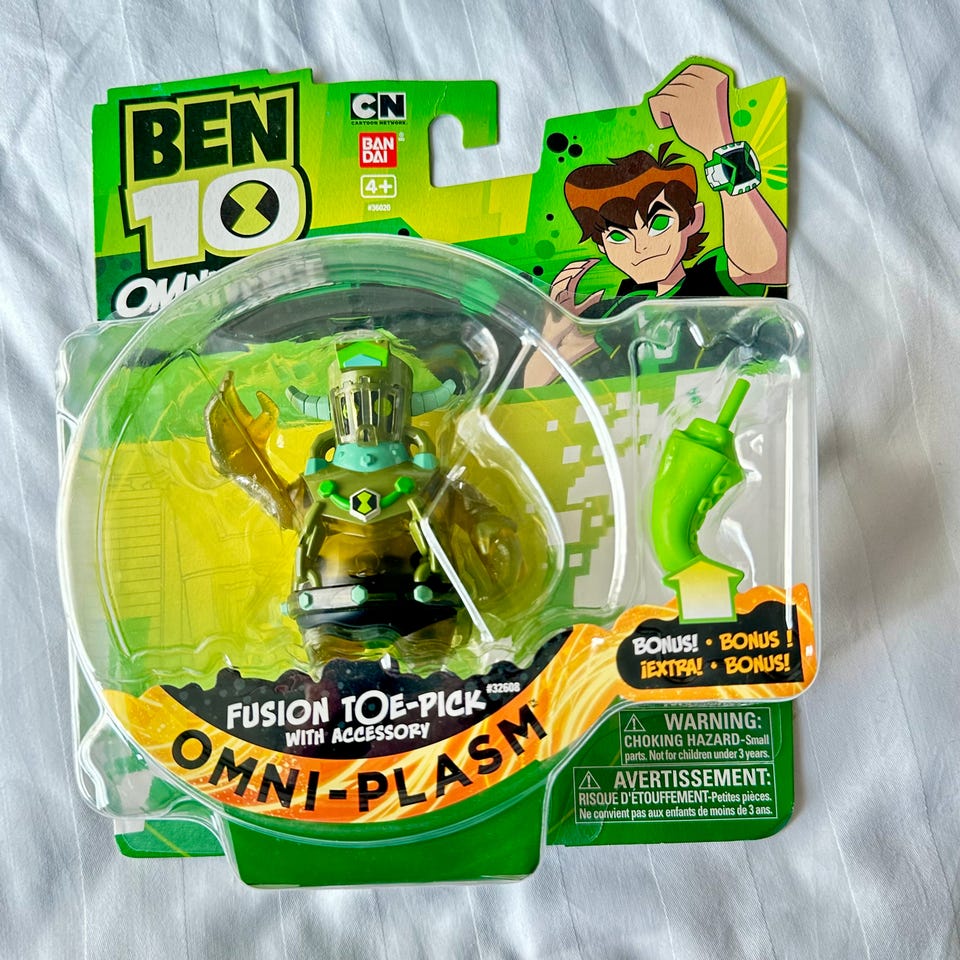 BEN
10
OMNIVERSE
CN
CARTOON NETWORK
BAN
DAI
4+
#36020
BONUS! • BONUS !
¡EXTRA! • BONUS!
FUSION TOE-PICK #32608
WITH ACCESSORY
OMNI-PLASM™
WARNING:
CHOKING HAZARD-Small
parts. Not for children under 3 years.
AVERTISSEMENT:
RISQUE D'ÉTOUFFEMENT-Petites pièces.
Ne convient pas aux enfants de moins de 3 ans.